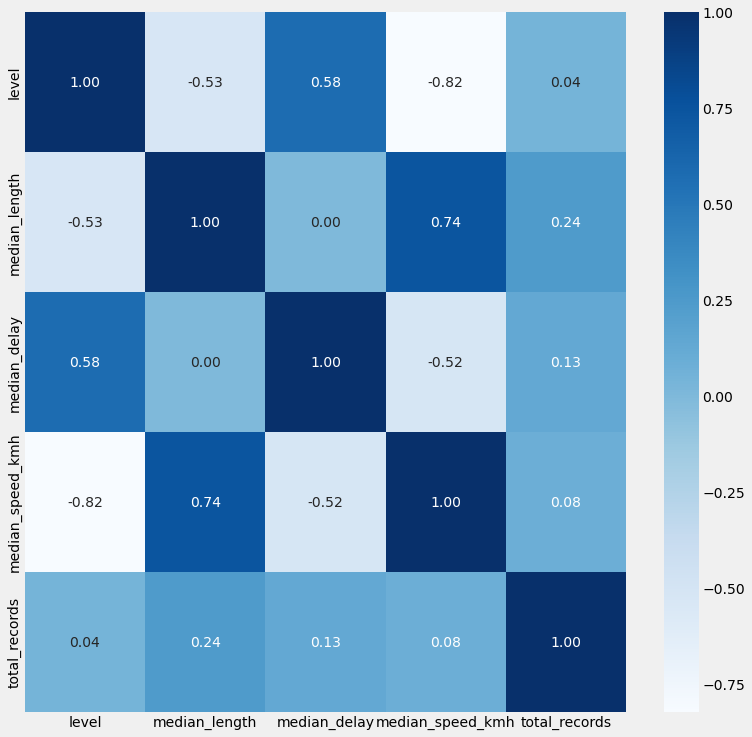 level 1.00 -0.53 0.58 -0.82 0.04
median_length -0.53 1.00 0.00 0.74 0.24
median_delay 0.58 0.00 1.00 -0.52 0.13
median_speed_kmh -0.82 0.74 -0.52 1.00 0.08
total_records 0.04 0.24 0.13 0.08 1.00
level median_length median_delay median_speed_kmh total_records
1.00
0.75
0.50
0.25
0.00
−0.25
−0.50
−0.75